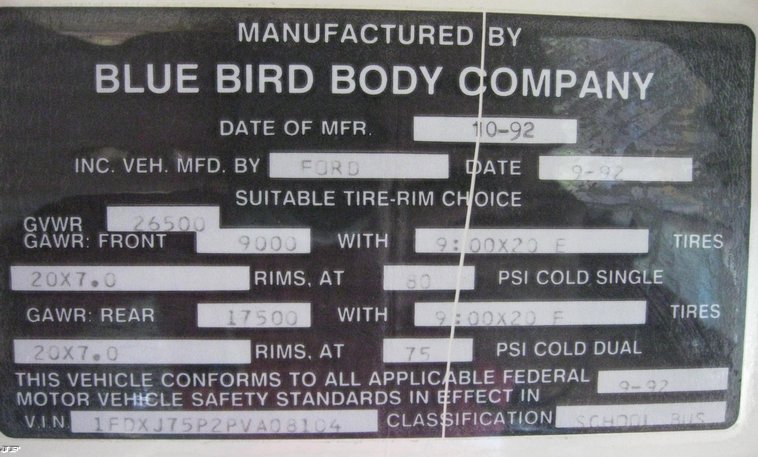 MANUFACTURED BY
BLUE BIRD BODY COMPANY
DATE OF MFR. 10-92
INC. VEH. MFD. BY FORD DATE 9-92
SUITABLE TIRE-RIM CHOICE
GVWR 26500
GAWR: FRONT 9000 WITH 9:00X20 E TIRES
20X7.0 RIMS, AT 80 PSI COLD SINGLE
GAWR: REAR 17500 WITH 9:00X20 E TIRES
20X7.0 RIMS, AT 75 PSI COLD DUAL
THIS VEHICLE CONFORMS TO ALL APPLICABLE FEDERAL
MOTOR VEHICLE SAFETY STANDARDS IN EFFECT IN 9-92
V.I.N. 1FDXJ75P2PVA08104 CLASSIFICATION SCHOOL BUS